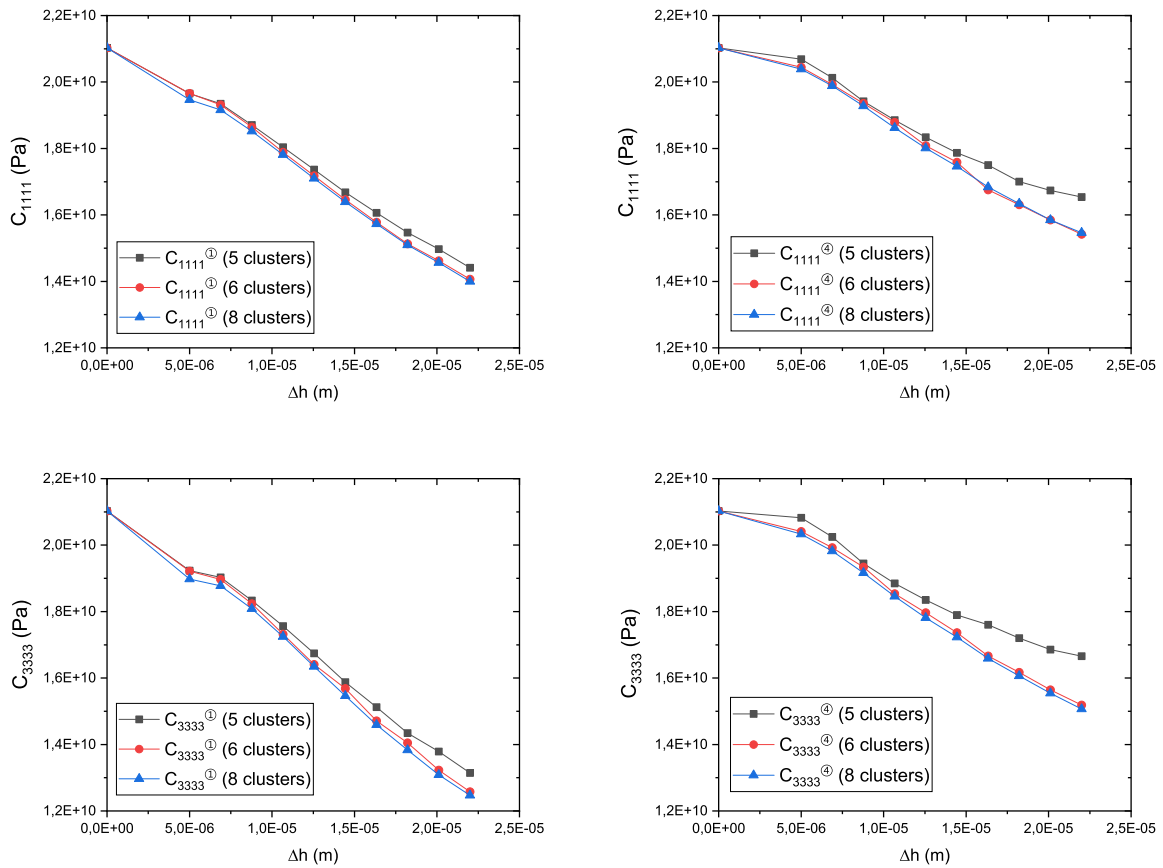 2,2E+10
2,0E+10
1,8E+10
1,6E+10
1,4E+10
1,2E+10
C1111 (Pa)
C1111① (5 clusters)
C1111① (6 clusters)
C1111① (8 clusters)
0,0E+00 5,0E-06 1,0E-05 1,5E-05 2,0E-05 2,5E-05
Δh (m)
2,2E+10
2,0E+10
1,8E+10
1,6E+10
1,4E+10
1,2E+10
C1111 (Pa)
C1111④ (5 clusters)
C1111④ (6 clusters)
C1111④ (8 clusters)
0,0E+00 5,0E-06 1,0E-05 1,5E-05 2,0E-05 2,5E-05
Δh (m)
2,2E+10
2,0E+10
1,8E+10
1,6E+10
1,4E+10
1,2E+10
C3333 (Pa)
C3333① (5 clusters)
C3333① (6 clusters)
C3333① (8 clusters)
0,0E+00 5,0E-06 1,0E-05 1,5E-05 2,0E-05 2,5E-05
Δh (m)
2,2E+10
2,0E+10
1,8E+10
1,6E+10
1,4E+10
1,2E+10
C3333 (Pa)
C3333④ (5 clusters)
C3333④ (6 clusters)
C3333④ (8 clusters)
0,0E+00 5,0E-06 1,0E-05 1,5E-05 2,0E-05 2,5E-05
Δh (m)